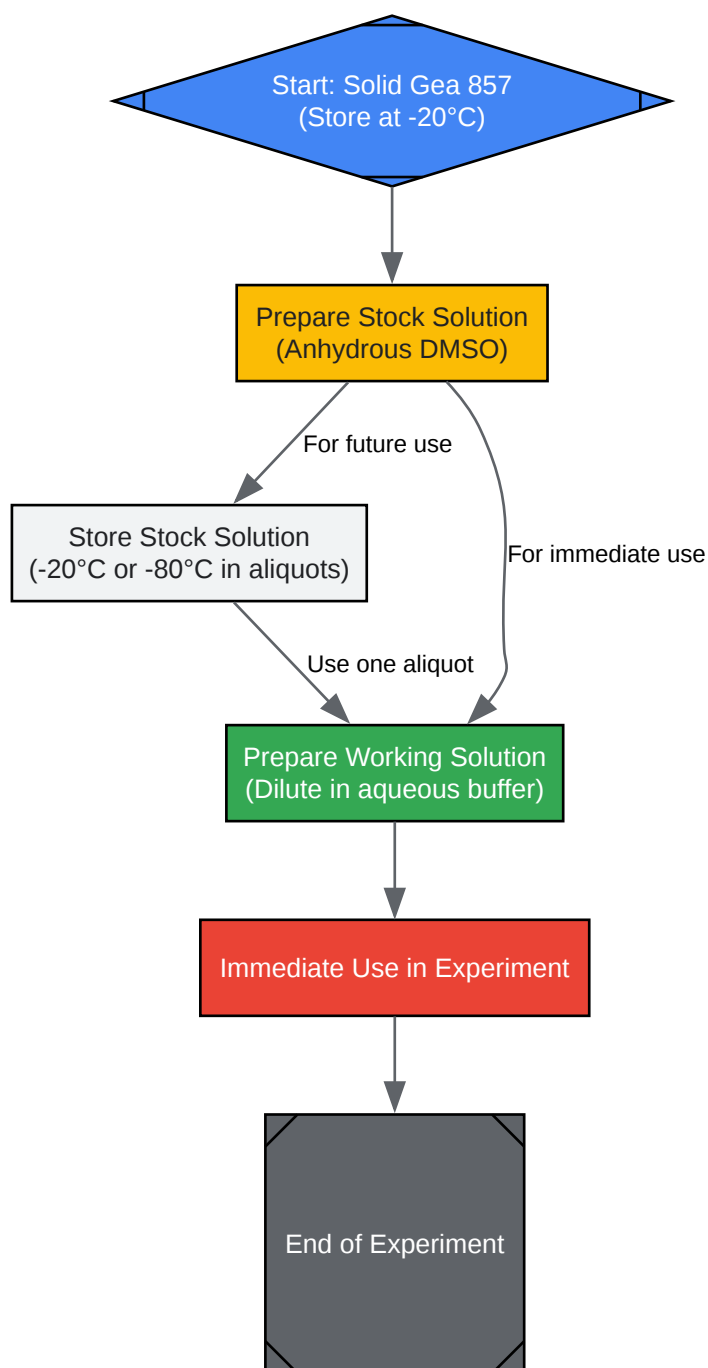 Start: Solid Gea 857
(Store at -20°C)
Prepare Stock Solution
(Anhydrous DMSO)
For future use
Store Stock Solution
(-20°C or -80°C in aliquots)
For immediate use
Use one aliquot
Prepare Working Solution
(Dilute in aqueous buffer)
Immediate Use in Experiment
End of Experiment